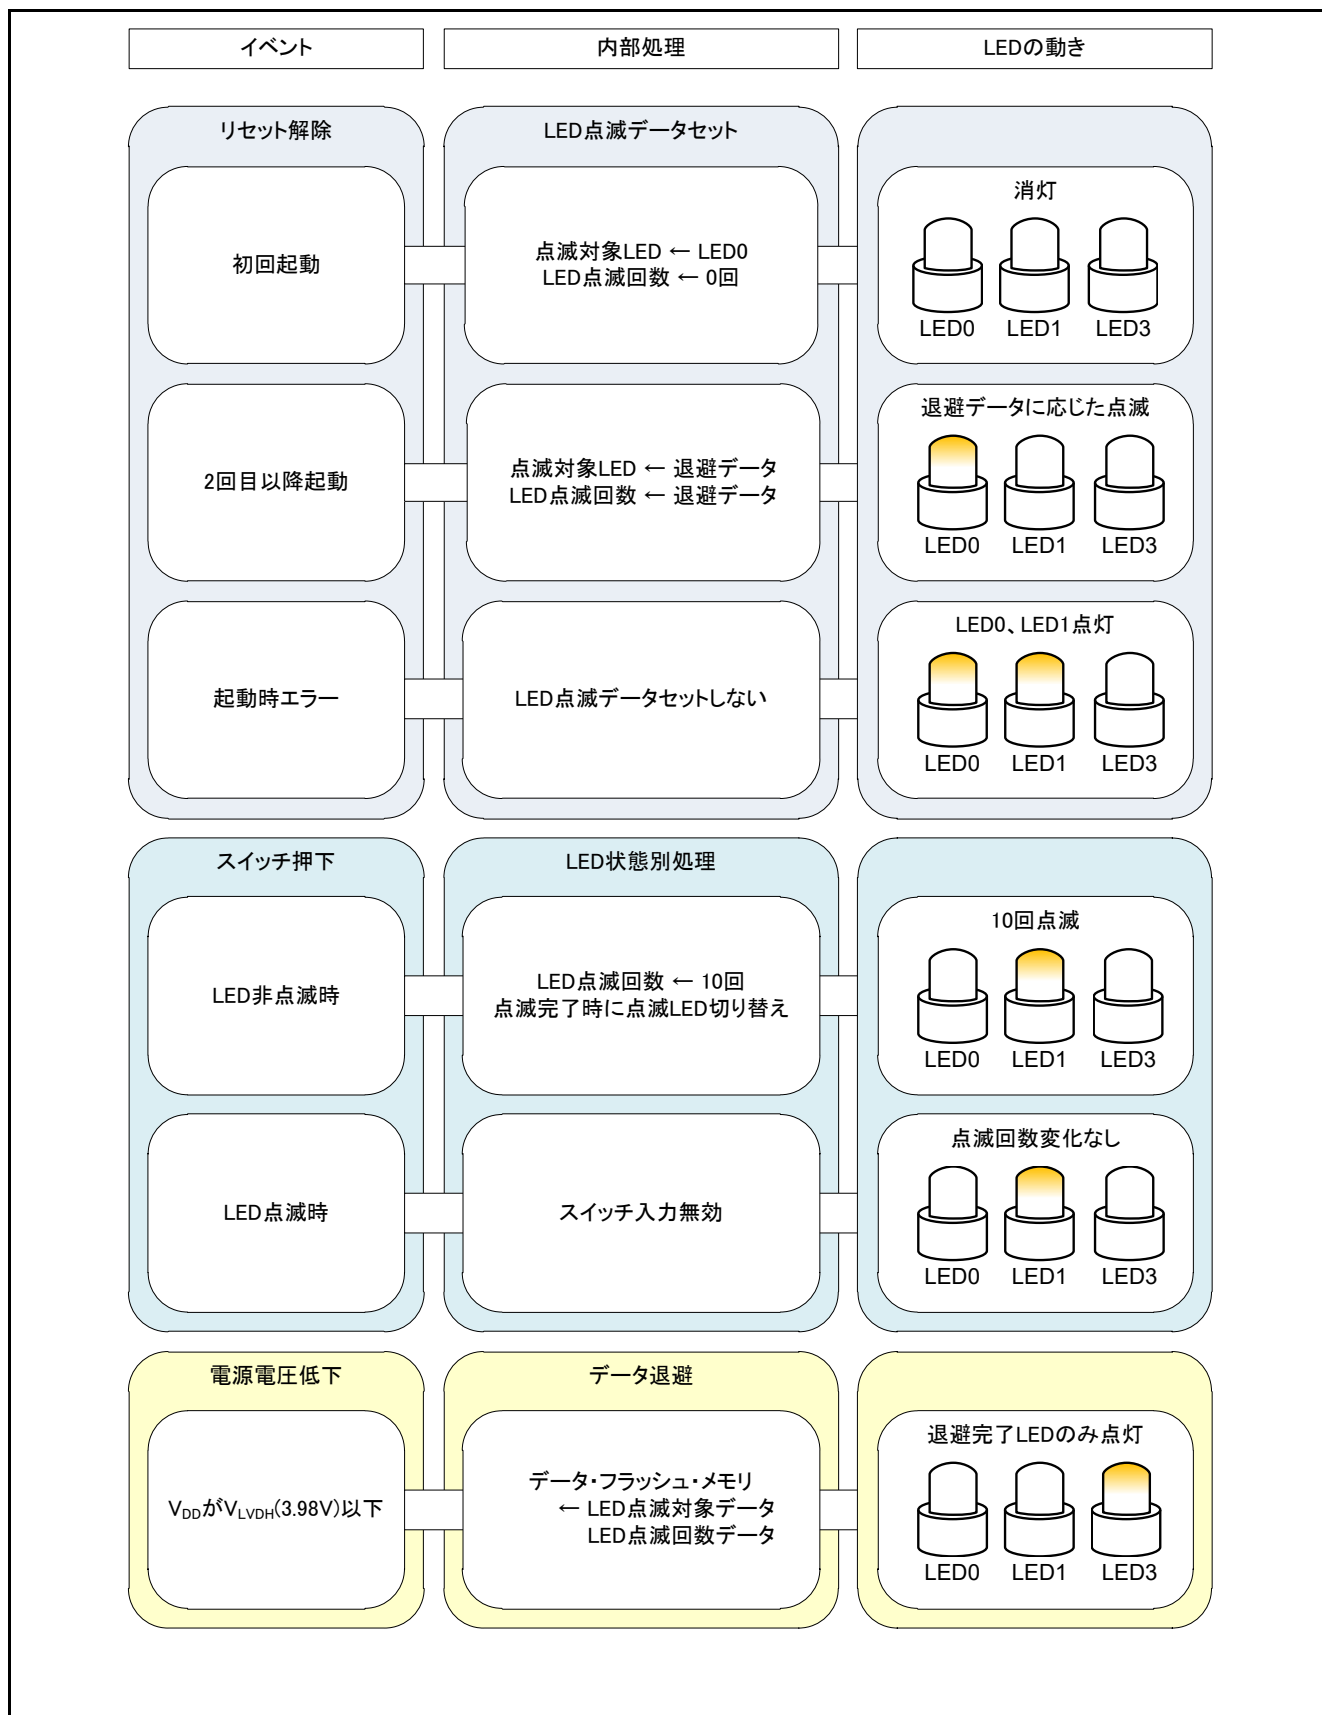 イベント
内部処理
LEDの動き
リセット解除
LED点滅データセット
初回起動
点滅対象LED ← LED0
LED点滅回数 ← 0回
消灯
LED0 LED1 LED3
2回目以降起動
点滅対象LED ← 退避データ
LED点滅回数 ← 退避データ
退避データに応じた点滅
LED0 LED1 LED3
起動時エラー
LED点滅データセットしない
LED0、LED1点灯
LED0 LED1 LED3
スイッチ押下
LED状態別処理
LED非点滅時
LED点滅回数 ← 10回
点滅完了時に点滅LED切り替え
10回点滅
LED0 LED1 LED3
LED点滅時
スイッチ入力無効
点滅回数変化なし
LED0 LED1 LED3
電源電圧低下
データ退避
VDDがVLVDH(3.98V)以下
データ・フラッシュ・メモリ
← LED点滅対象データ
LED点滅回数データ
退避完了LEDのみ点灯
LED0 LED1 LED3